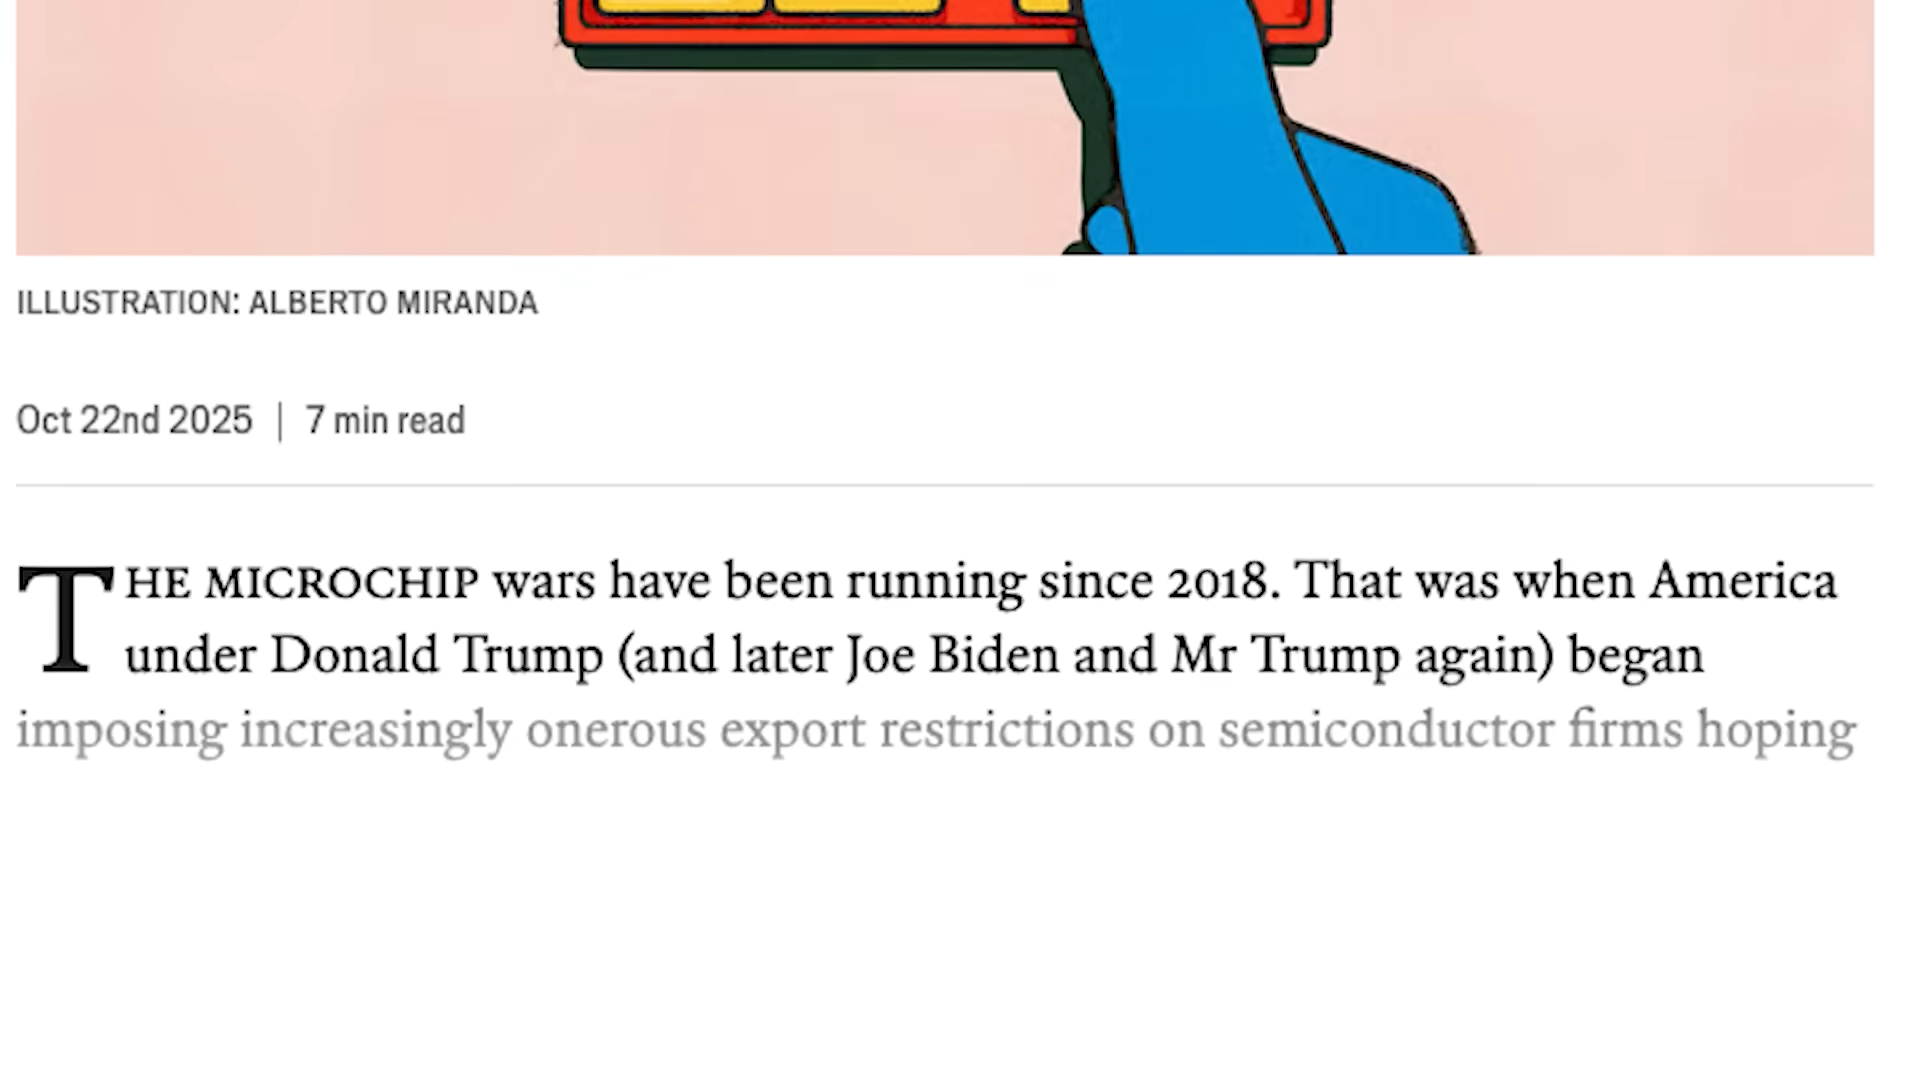 ILLUSTRATION: ALBERTO MIRANDA
Oct 22nd 2025 | 7 min read
THE MICROCHIP wars have been running since 2018. That was when America
under Donald Trump (and later Joe Biden and Mr Trump again) began
imposing increasingly onerous export restrictions on semiconductor firms hoping